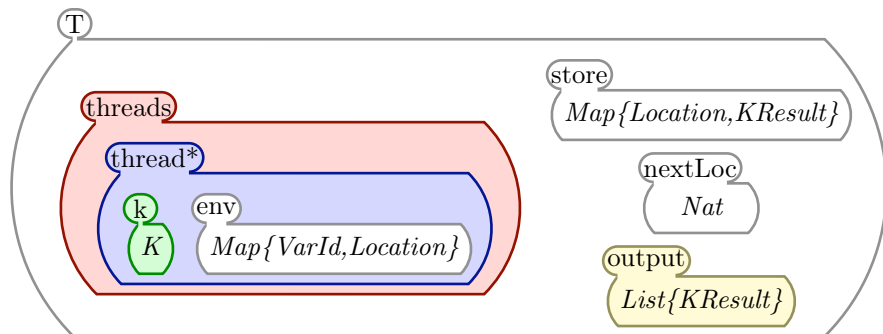 T
threads
thread*
k
K
env
Map{VarId,Location}
store
Map{Location,KResult}
nextLoc
Nat
output
List{KResult}